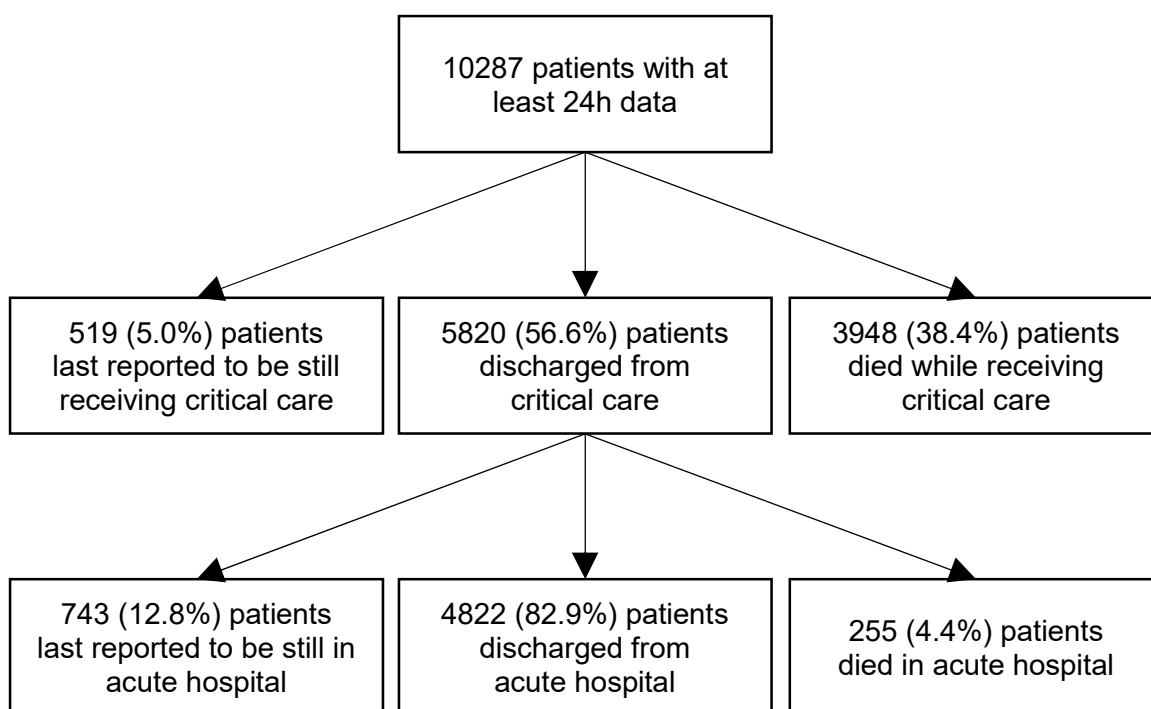 10287 patients with at
least 24h data
519 (5.0%) patients
last reported to be still
receiving critical care
5820 (56.6%) patients
discharged from
critical care
3948 (38.4%) patients
died while receiving
critical care
743 (12.8%) patients
last reported to be still in
acute hospital
4822 (82.9%) patients
discharged from
acute hospital
255 (4.4%) patients
died in acute hospital